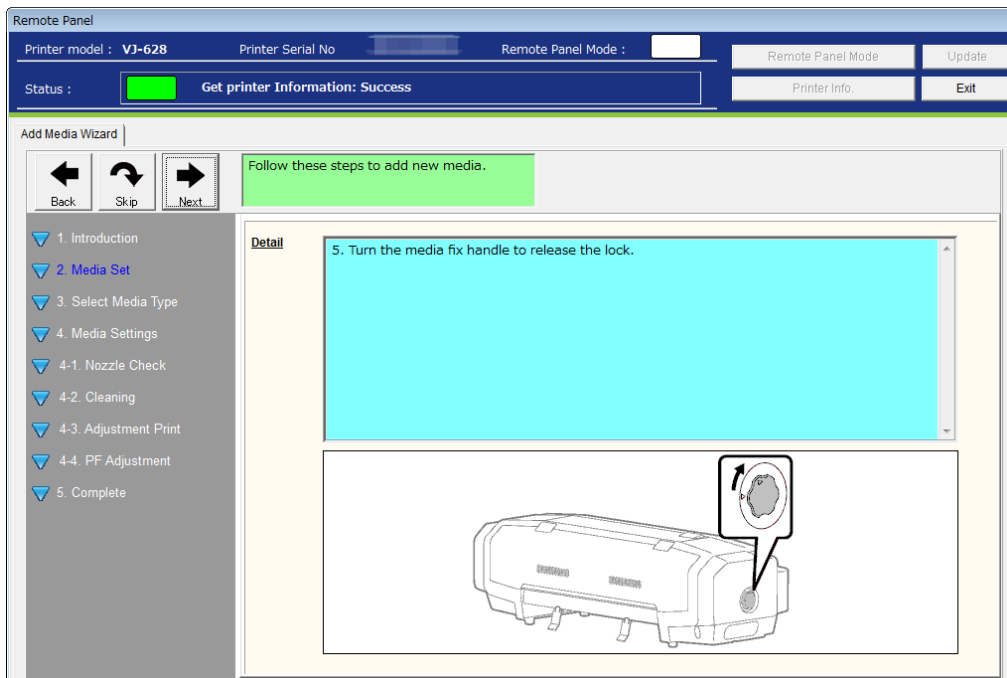 Remote Panel
Printer model : VJ-628 Printer Serial No Remote Panel Mode :
Remote Panel Mode Update
Status : Get printer Information: Success
Printer Info. Exit
Add Media Wizard
Back Skip Next
Follow these steps to add new media.
1. Introduction
2. Media Set
3. Select Media Type
4. Media Settings
4-1. Nozzle Check
4-2. Cleaning
4-3. Adjustment Print
4-4. PF Adjustment
5. Complete
Detail
5. Turn the media fix handle to release the lock.